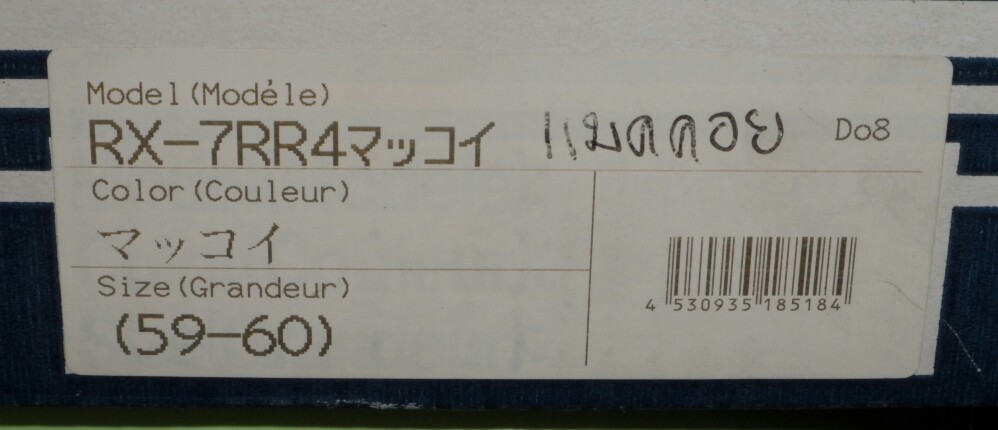 Model(Modéle)
RX-7RR4マッコイ แมคคอย Do8
Color(Couleur)
マッコイ
Size(Grandeur)
(59-60)
4 530935 185184